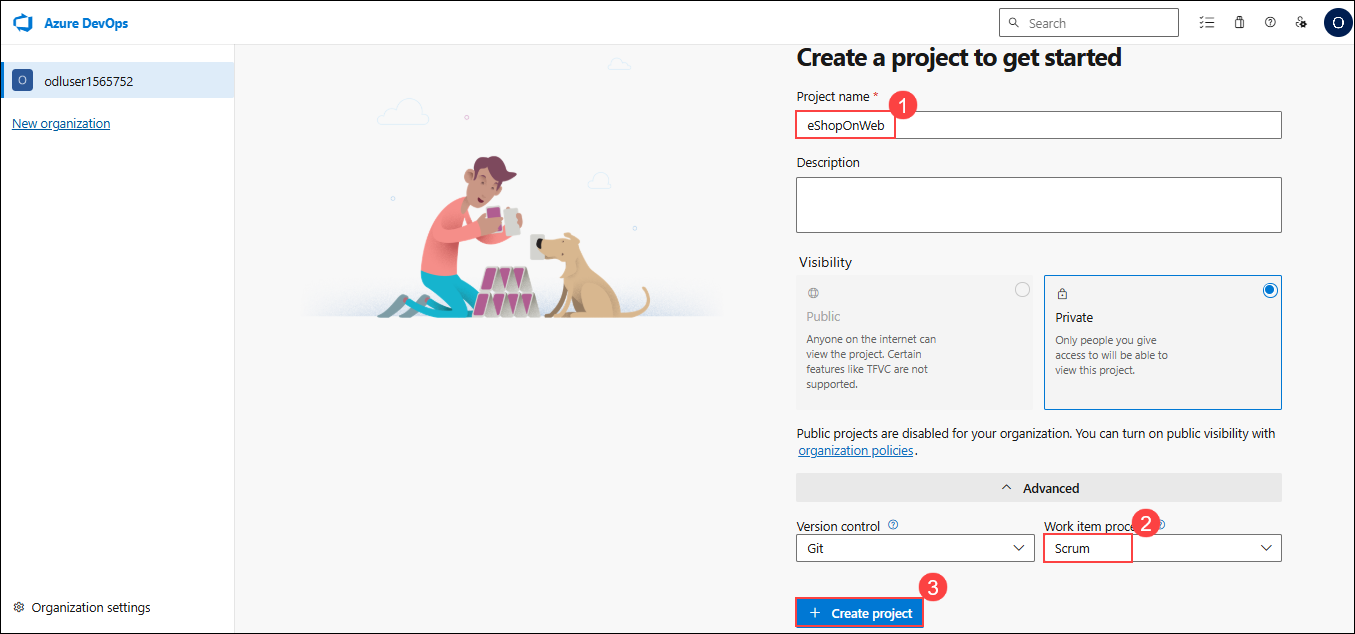 Azure DevOps
Search
O
O
odluser1565752
New organization
Create a project to get started
Project name *
1
eShopOnWeb
Description
Visibility
Public
Anyone on the internet can
view the project. Certain
features like TFVC are not
supported.
Private
Only people you give
access to will be able to
view this project.
Public projects are disabled for your organization. You can turn on public visibility with
organization policies.
Advanced
Version control ?
Work item proce
2
Git
Scrum
3
+ Create project
Organization settings